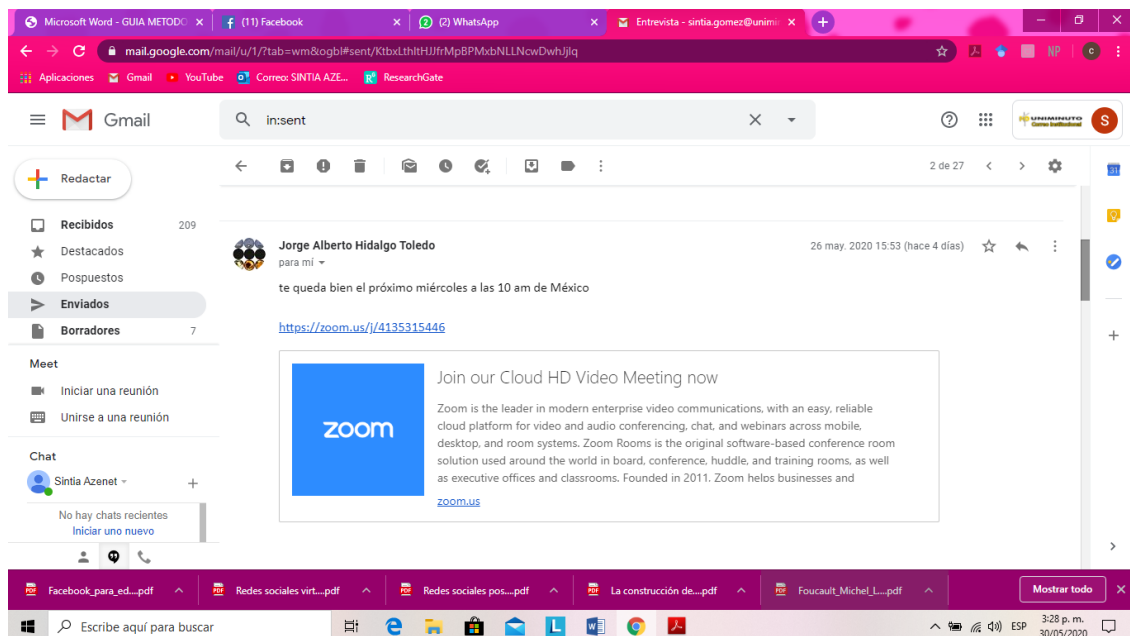 Microsoft Word - GUIA METODO
(11) Facebook
(2) WhatsApp
Entrevista - sintia.gomez@unimin
mail.google.com/mail/u/1/?tab=wm&ogbl#sent/KtbxLthItHJJfrMpBPMxbNLLNcwDwhJjlq
NP
C
Aplicaciones Gmail YouTube Correo: SINTIA AZE... ResearchGate
Gmail
in:sent
UNIMINUTO
Correo Institucional
S
Redactar
2 de 27
31
Recibidos 209
Destacados
Pospuestos
Enviados
Borradores 7
Meet
Iniciar una reunión
Unirse a una reunión
Chat
Sintia Azenet
No hay chats recientes
Iniciar uno nuevo
Jorge Alberto Hidalgo Toledo
26 may. 2020 15:53 (hace 4 días)
para mí
te queda bien el próximo miércoles a las 10 am de México
https://zoom.us/j/4135315446
zoom
Join our Cloud HD Video Meeting now
Zoom is the leader in modern enterprise video communications, with an easy, reliable
cloud platform for video and audio conferencing, chat, and webinars across mobile,
desktop, and room systems. Zoom Rooms is the original software-based conference room
solution used around the world in board, conference, huddle, and training rooms, as well
as executive offices and classrooms. Founded in 2011. Zoom helps businesses and
zoom.us
Facebook_para_ed....pdf
Redes sociales virt....pdf
Redes sociales pos....pdf
La construcción de....pdf
Foucault_Michel_L....pdf
Mostrar todo
Escribe aquí para buscar
L
ESP
3:28 p. m.
30/05/2020